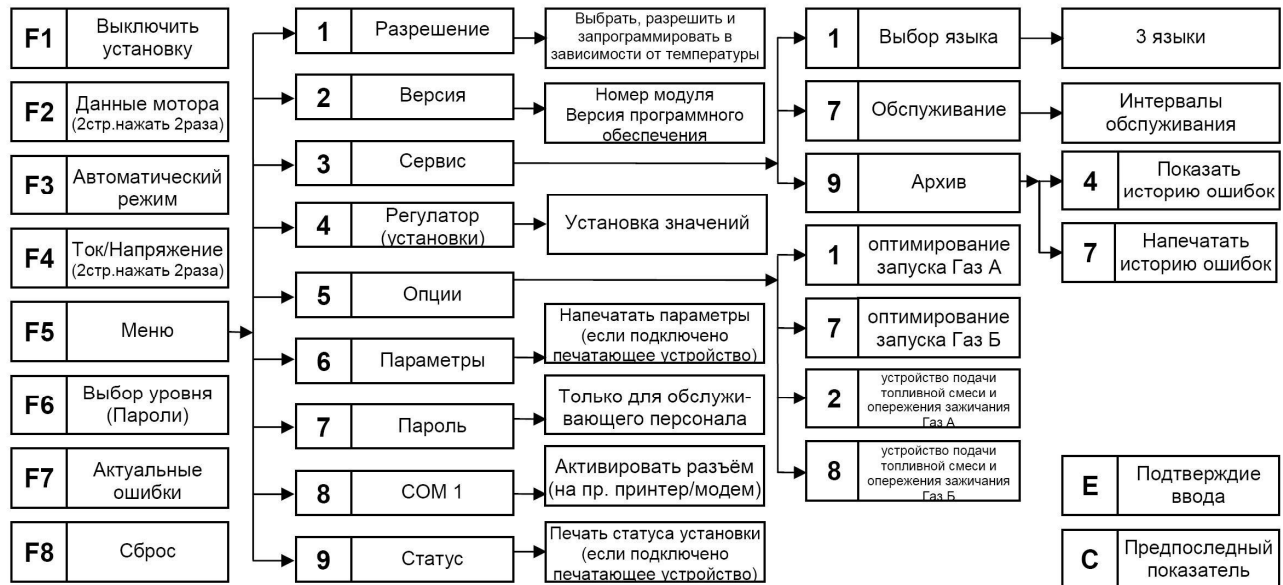 F1
Выключить
установку
F2
Данные мотора
(2стр.нажать 2раза)
F3
Автоматический
режим
F4
Ток/Напряжение
(2стр.нажать 2раза)
F5
Меню
F6
Выбор уровня
(Пароли)
F7
Актуальные
ошибки
F8
Сброс
1
Разрешение
2
Версия
3
Сервис
4
Регулятор
(установки)
5
Опции
6
Параметры
7
Пароль
8
COM 1
9
Статус
Выбрать, разрешить и
запрограммировать в
зависимости от температуры
Номер модуля
Версия программного
обеспечения
Установка значений
Напечатать параметры
(если подключено
печатающее устройство)
Только для обслужи-
вающего персонала
Активировать разъём
(на пр. принтер/модем)
Печать статуса установки
(если подключено
печатающее устройство)
1
Выбор языка
7
Обслуживание
9
Архив
1
оптимирование
запуска Газ А
7
оптимирование
запуска Газ Б
2
устройство подачи
топливной смеси и
опережения зажичания
Газ А
8
устройство подачи
топливной смеси и
опережения зажичания
Газ Б
3 языки
Интервалы
обслуживания
4
Показать
историю ошибок
7
Напечатать
историю ошибок
E
Подтверждие
ввода
C
Предпоследный
показатель